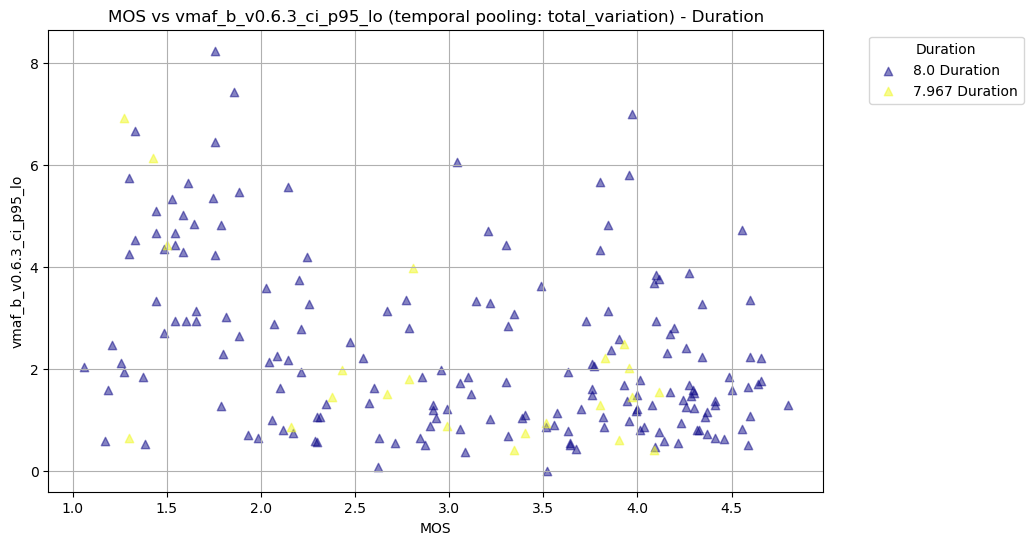 MOS vs vmaf_b_v0.6.3_ci_p95_lo (temporal pooling: total_variation) - Duration
Duration
8.0 Duration
7.967 Duration
vmaf_b_v0.6.3_ci_p95_lo
8
6
4
2
0
1.0 1.5 2.0 2.5 3.0 3.5 4.0 4.5
MOS